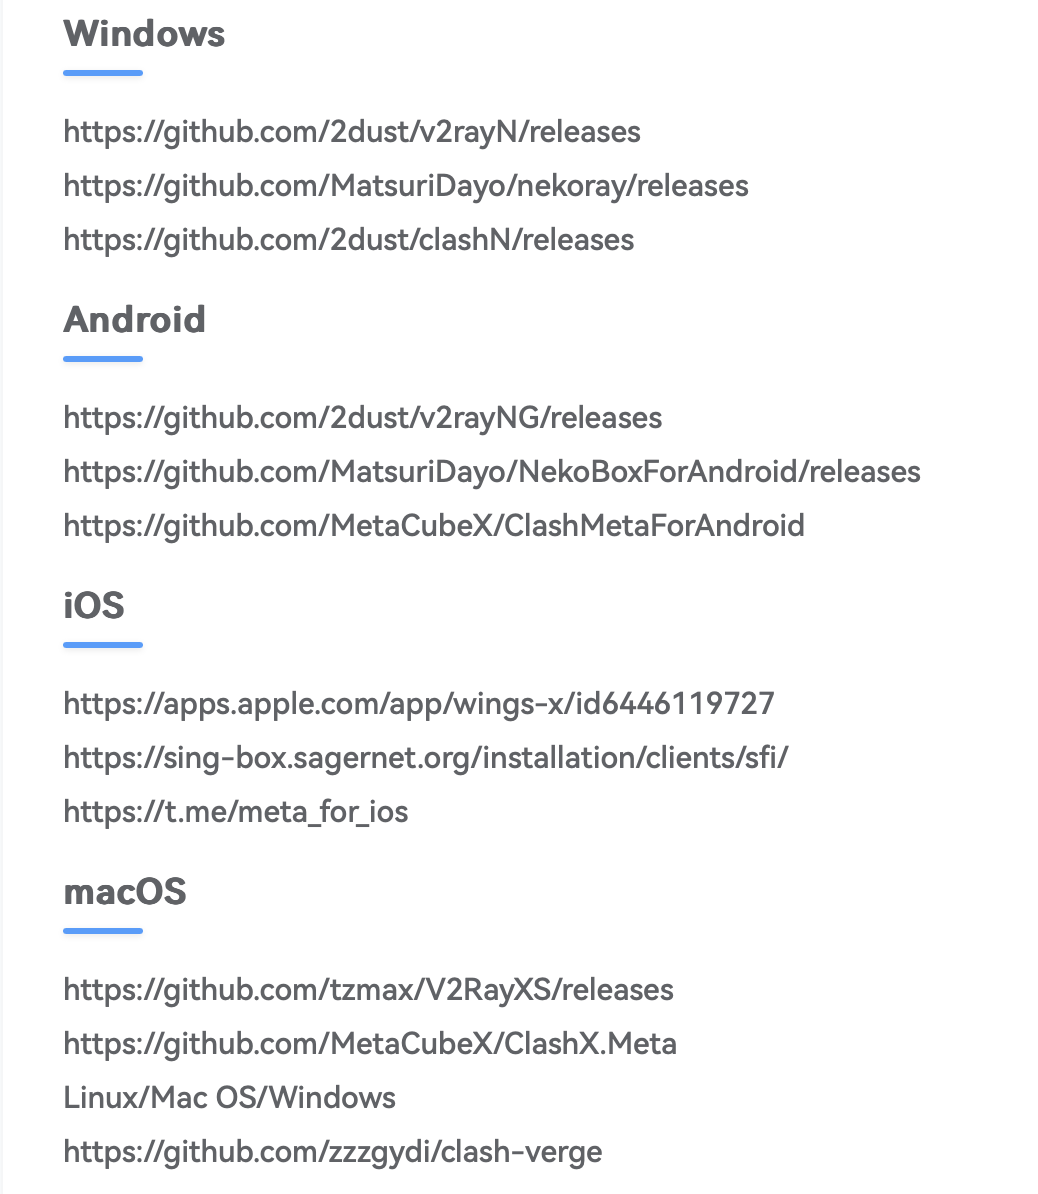 Windows
https://github.com/2dust/v2rayN/releases
https://github.com/MatsuriDayo/nekoray/releases
https://github.com/2dust/clashN/releases
Android
https://github.com/2dust/v2rayNG/releases
https://github.com/MatsuriDayo/NekoBoxForAndroid/releases
https://github.com/MetaCubeX/ClashMetaForAndroid
iOS
https://apps.apple.com/app/wings-x/id6446119727
https://sing-box.sagernet.org/installation/clients/sfi/
https://t.me/meta_for_ios
macOS
https://github.com/tzmax/V2RayXS/releases
https://github.com/MetaCubeX/ClashX.Meta
Linux/Mac OS/Windows
https://github.com/zzzgydi/clash-verge